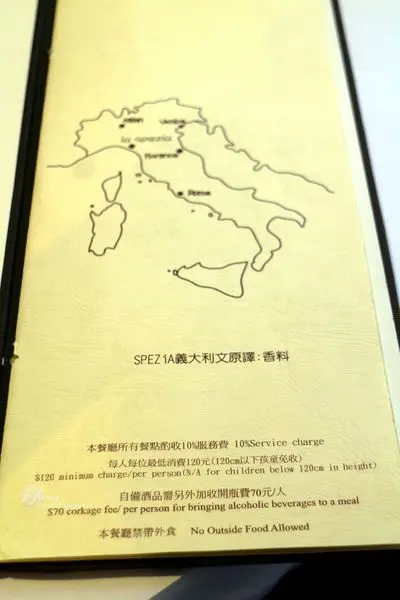 Milan
Venice
la spezia
Florence
Rome
SPEZiA義大利文原譯:香料
本餐廳所有餐點酌收10%服務費 10%Service charge
每人每位最低消費120元(120cm以下孩童免收)
$120 minimum charge/per person(N/A for children below 120cm in height)
自備酒品需另外加收開瓶費70元/人
$70 corkage fee/ per person for bringing alcoholic beverages to a meal
本餐廳禁帶外食 No Outside Food Allowed